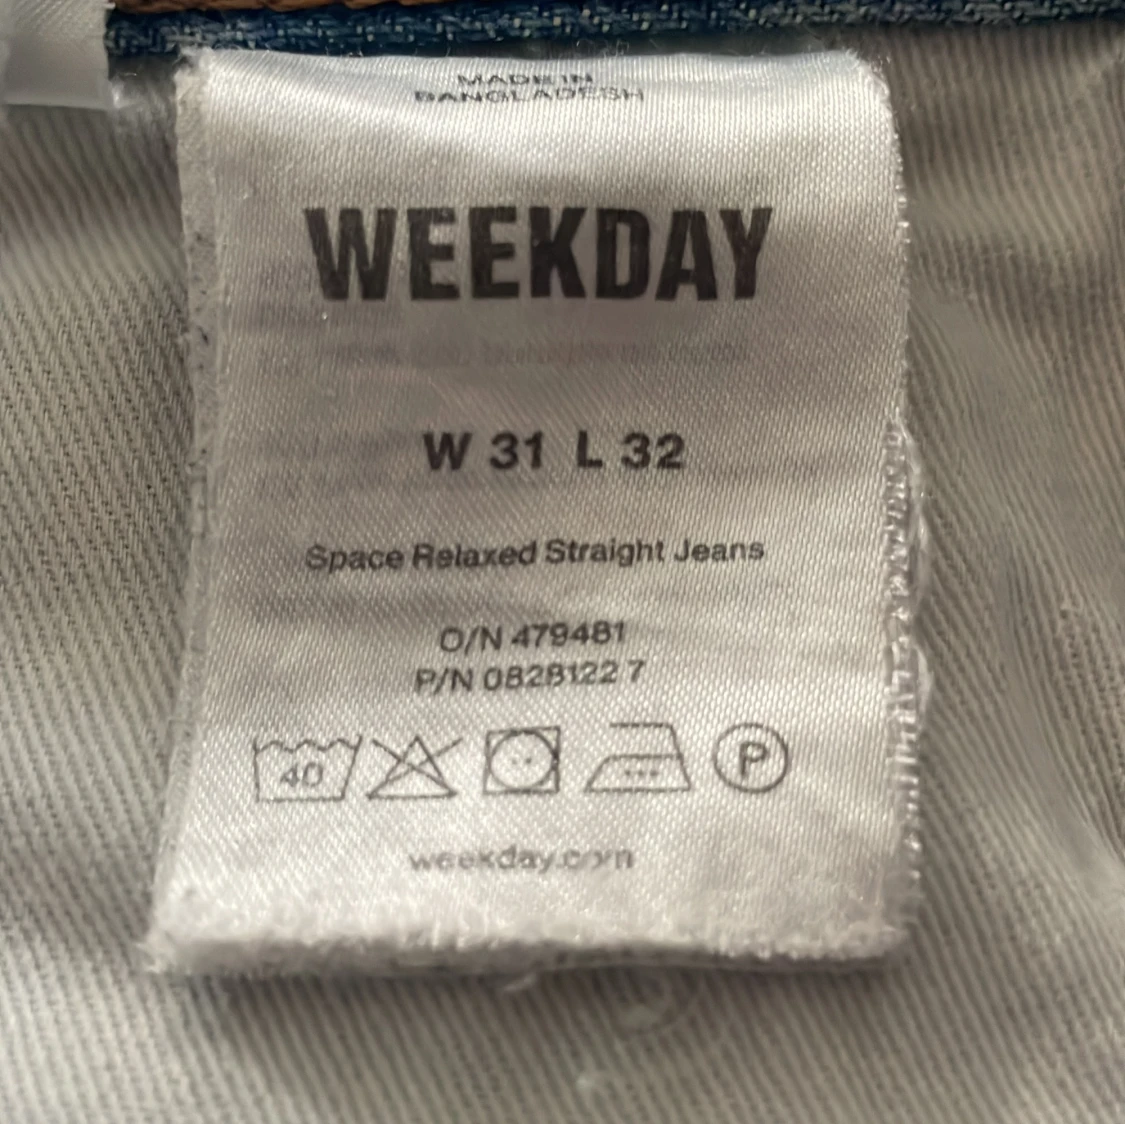 MADE IN
BANGLADESH
WEEKDAY
W 31 L 32
Space Relaxed Straight Jeans
O/N 479481
P/N 0828122 7
40
P
weekday.com